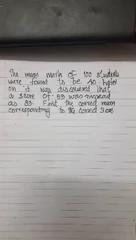 The mean mark of 100 students
were found to be 40 later
on it was discovered that
a score of 53 was misread
as 83. Find the correct mean
corresponding to the correct score